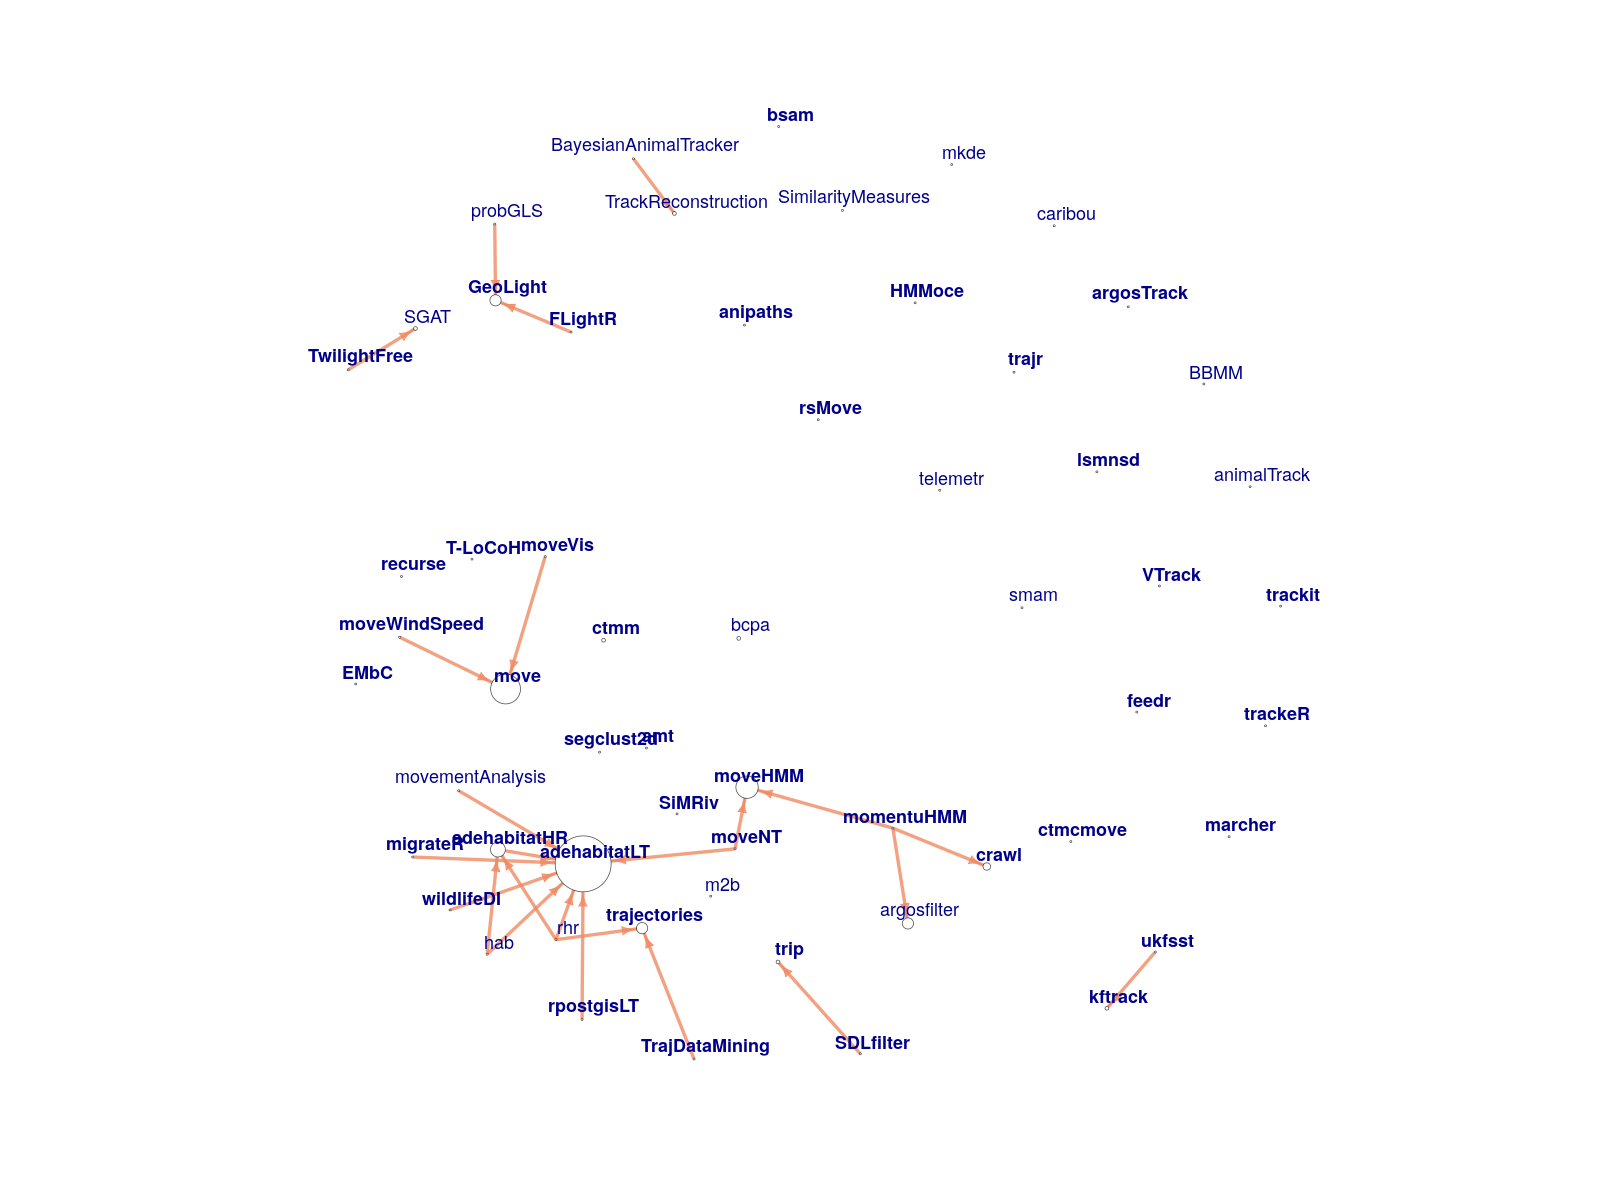 bsam
BayesianAnimalTracker
mkde
TrackReconstruction
SimilarityMeasures
probGLS
caribou
GeoLight
HMMoce
argosTrack
SGAT
FLightR
anipaths
TwilightFree
trajr
BBMM
rsMove
lsmnsd
telemetr
animalTrack
T-LoCoH
moveVis
recurse
VTrack
smam
trackit
moveWindSpeed
ctmm
bcpa
EMbC
move
feedr
trackeR
segclust2d
amt
movementAnalysis
moveHMM
SiMRiv
momentuHMM
marcher
ctmcmove
migrateR
adehabitatHR
moveNT
adehabitatLT
crawl
m2b
wildlifeDI
trajectories
argosfilter
rhr
hab
trip
ukfsst
rpostgisLT
kftrack
TrajDataMining
SDLfilter